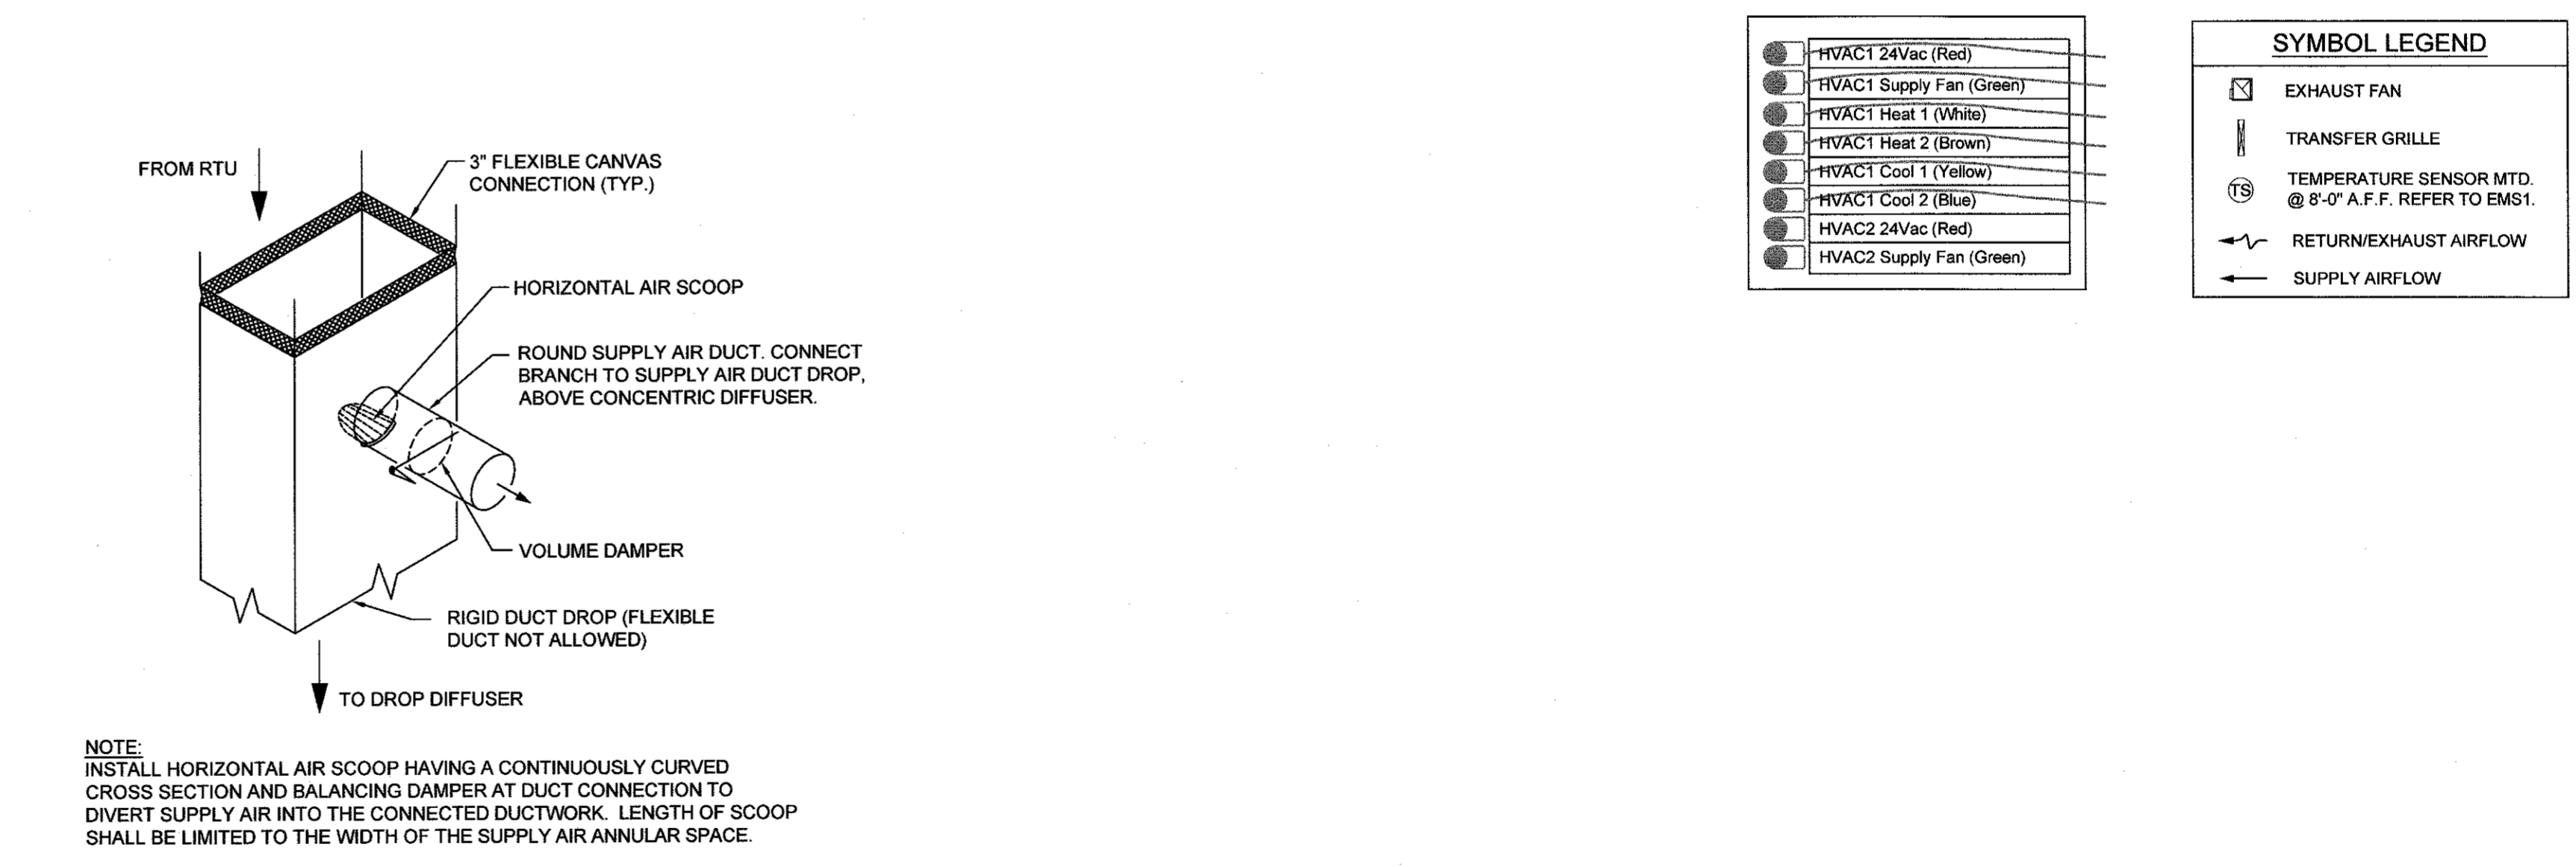 FROM RTU
3" FLEXIBLE CANVAS
CONNECTION (TYP.)
HORIZONTAL AIR SCOOP
ROUND SUPPLY AIR DUCT. CONNECT
BRANCH TO SUPPLY AIR DUCT DROP,
ABOVE CONCENTRIC DIFFUSER.
VOLUME DAMPER
RIGID DUCT DROP (FLEXIBLE
DUCT NOT ALLOWED)
TO DROP DIFFUSER
NOTE:
INSTALL HORIZONTAL AIR SCOOP HAVING A CONTINUOUSLY CURVED
CROSS SECTION AND BALANCING DAMPER AT DUCT CONNECTION TO
DIVERT SUPPLY AIR INTO THE CONNECTED DUCTWORK. LENGTH OF SCOOP
SHALL BE LIMITED TO THE WIDTH OF THE SUPPLY AIR ANNULAR SPACE.
HVAC1 24Vac (Red)
HVAC1 Supply Fan (Green)
HVAC1 Heat 1 (White)
HVAC1 Heat 2 (Brown)
HVAC1 Cool 1 (Yellow)
HVAC1 Cool 2 (Blue)
HVAC2 24Vac (Red)
HVAC2 Supply Fan (Green)
SYMBOL LEGEND
EXHAUST FAN
TRANSFER GRILLE
TS
TEMPERATURE SENSOR MTD.
@ 8'-0" A.F.F. REFER TO EMS1.
RETURN/EXHAUST AIRFLOW
SUPPLY AIRFLOW